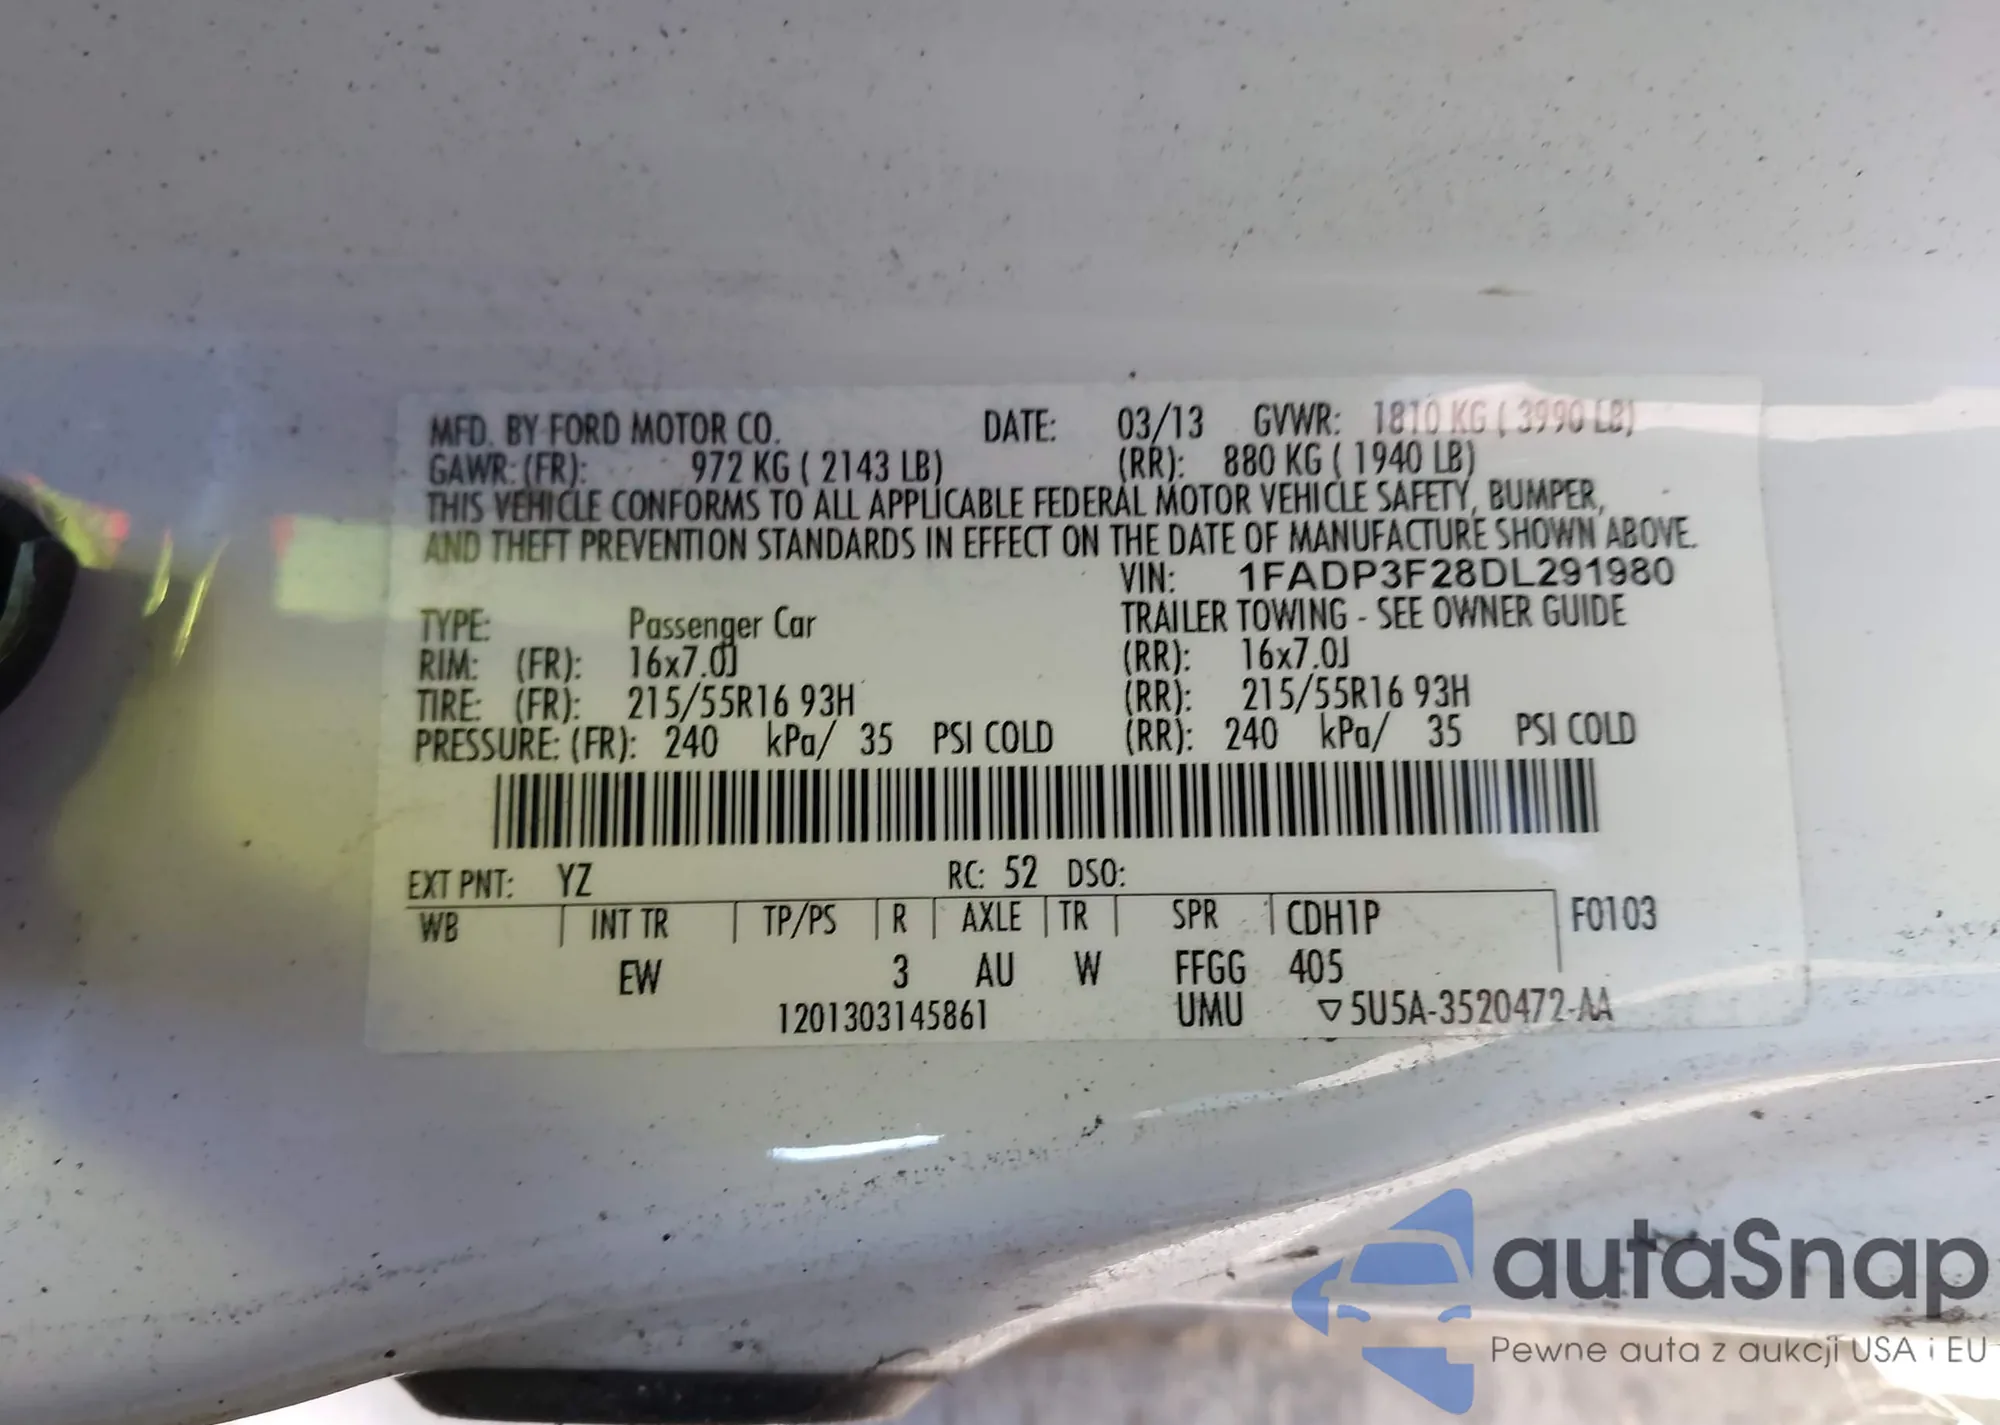 MFD. BY FORD MOTOR CO. DATE: 03/13 GVWR: 1810 KG ( 3990 LB)
GAWR: (FR): 972 KG ( 2143 LB) (RR): 880 KG ( 1940 LB)
THIS VEHICLE CONFORMS TO ALL APPLICABLE FEDERAL MOTOR VEHICLE SAFETY, BUMPER,
AND THEFT PREVENTION STANDARDS IN EFFECT ON THE DATE OF MANUFACTURE SHOWN ABOVE.
VIN: 1FADP3F28DL291980
TYPE: Passenger Car TRAILER TOWING - SEE OWNER GUIDE
RIM: (FR): 16x7.0J (RR): 16x7.0J
TIRE: (FR): 215/55R16 93H (RR): 215/55R16 93H
PRESSURE: (FR): 240 kPa/ 35 PSI COLD (RR): 240 kPa/ 35 PSI COLD
EXT PNT: YZ RC: 52 DSO:
WB INT TR TP/PS R AXLE TR SPR CDH1P F0103
EW 3 AU W FFGG 405
1201303145861 UMU ▽5U5A-3520472-AA
autaSnap
Pewne auta z aukcji USA i EU